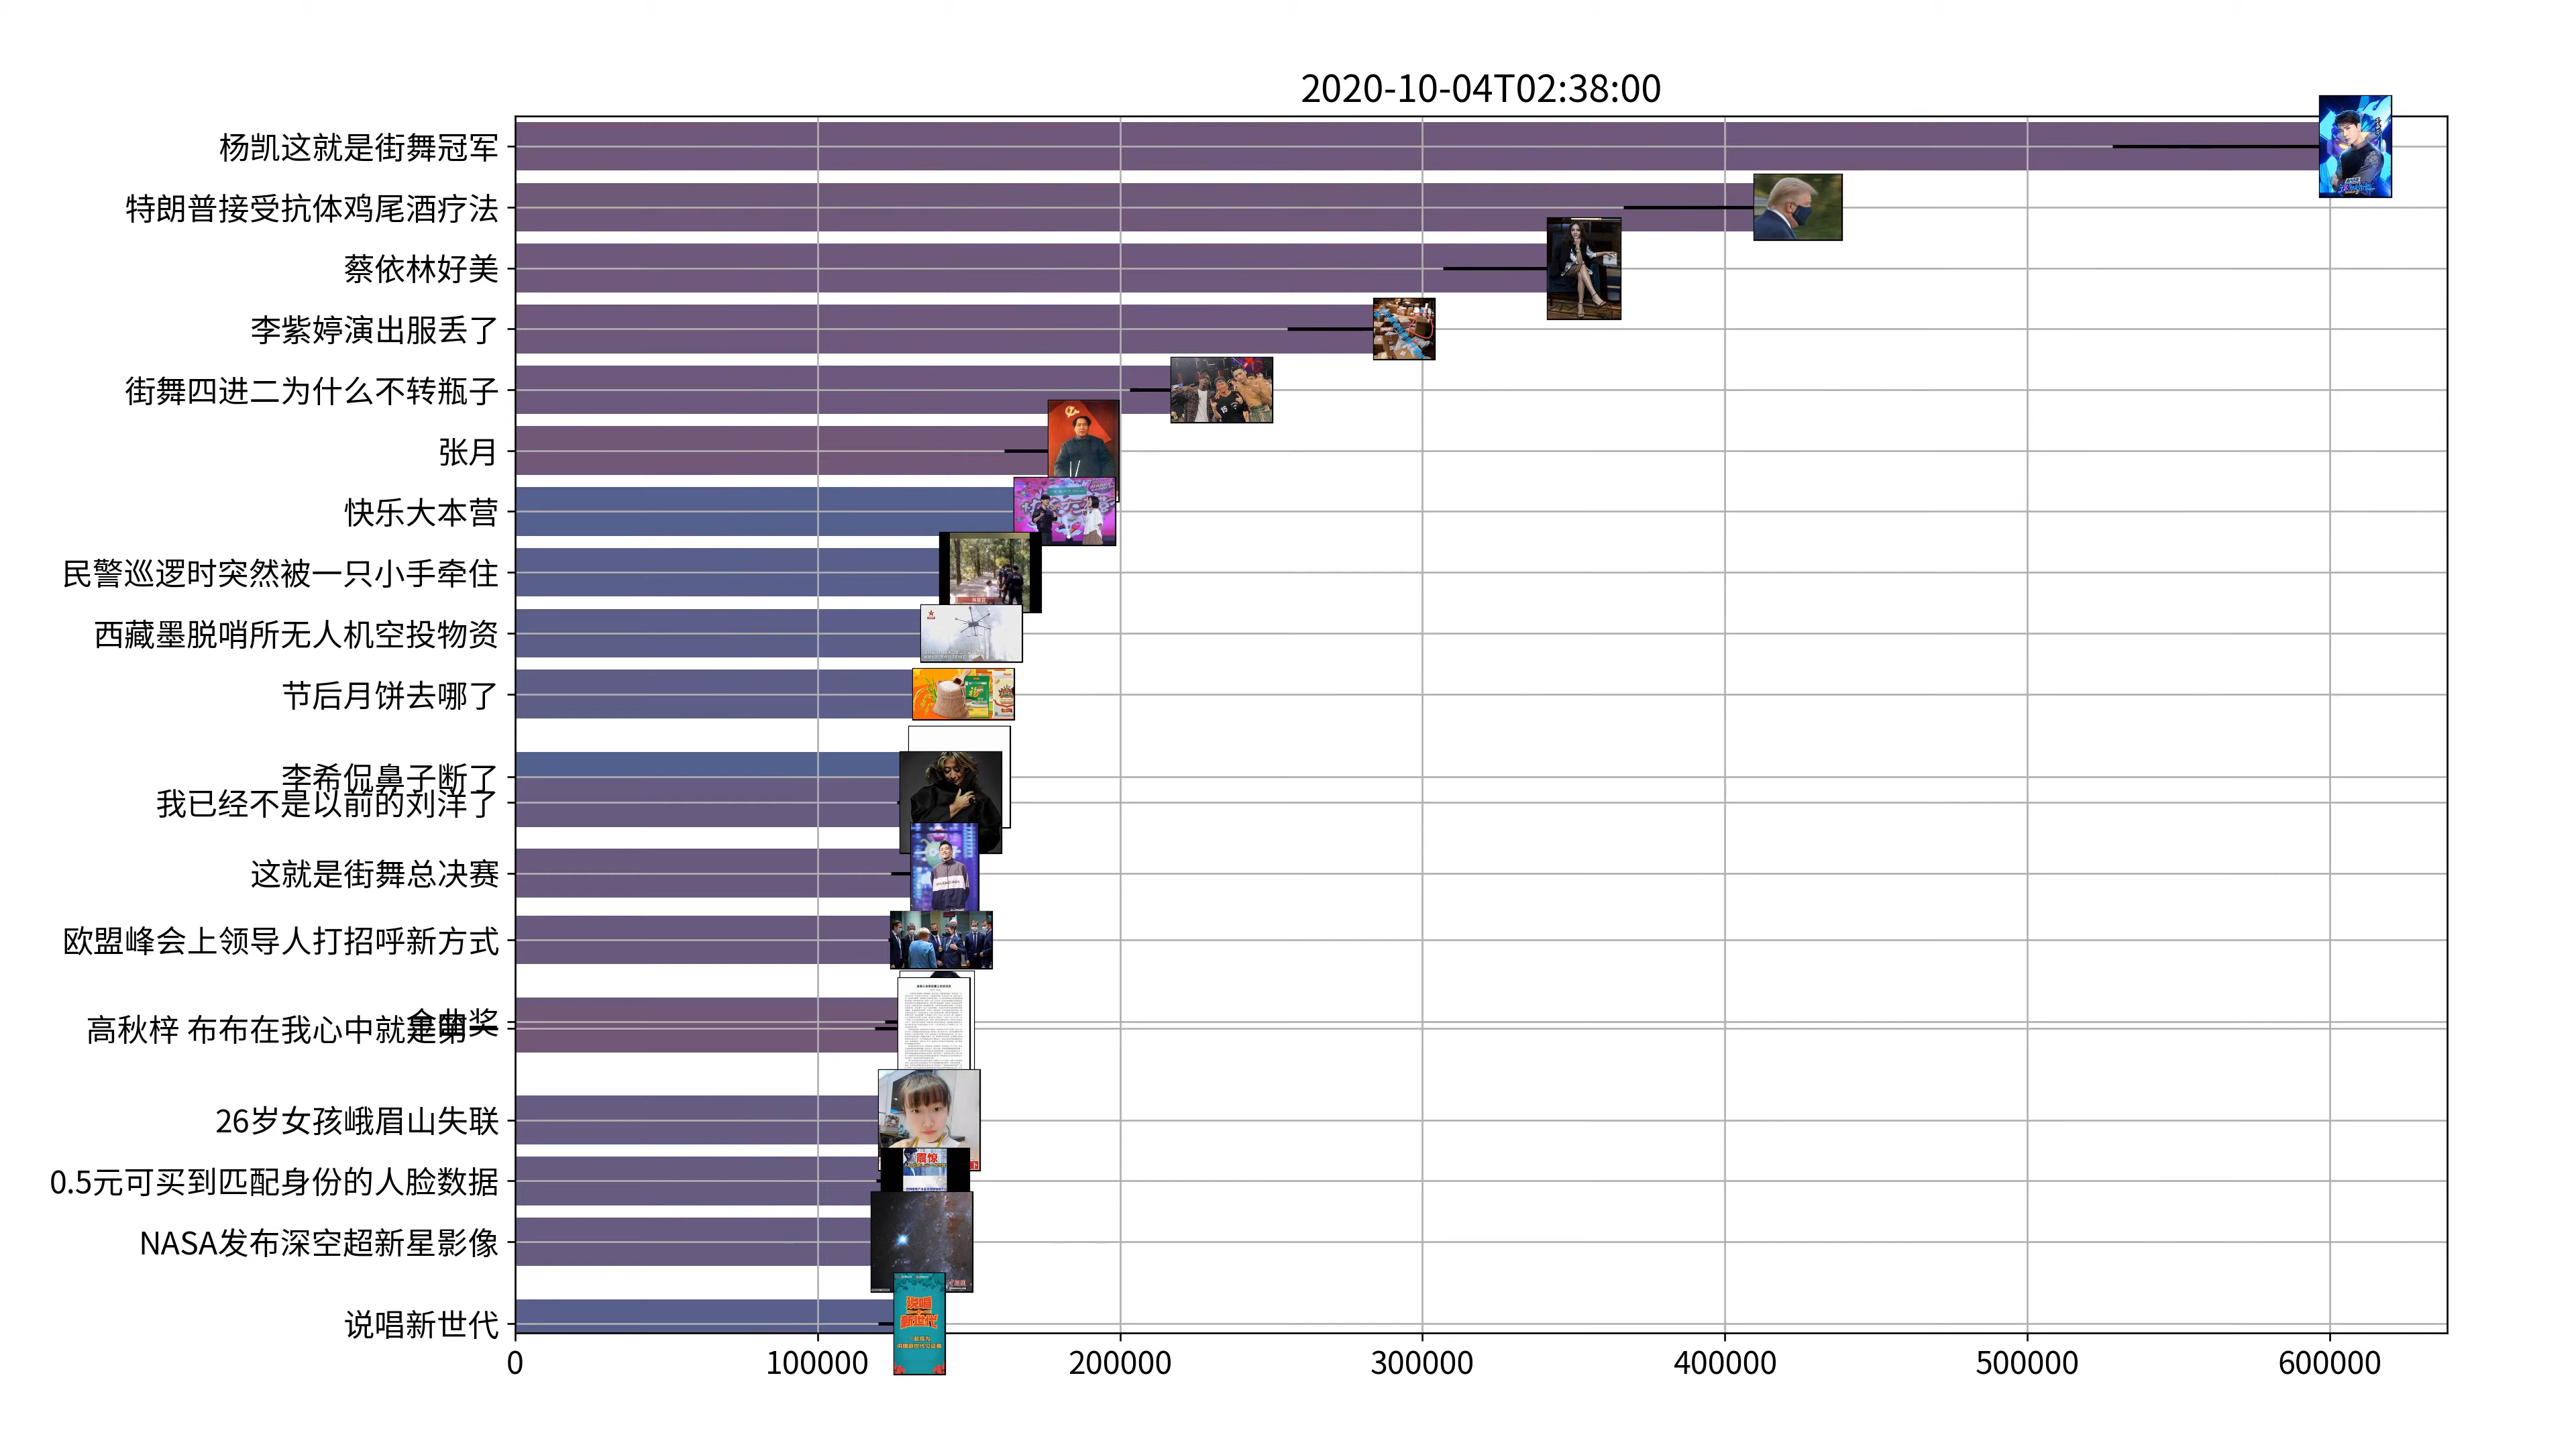 2020-10-04T02:38:00
杨凯这就是街舞冠军
特朗普接受抗体鸡尾酒疗法
蔡依林好美
李紫婷演出服丢了
街舞四进二为什么不转瓶子
张月
快乐大本营
民警巡逻时突然被一只小手牵住
西藏墨脱哨所无人机空投物资
节后月饼去哪了
李希侃鼻子断了
我已经不是以前的刘洋了
这就是街舞总决赛
欧盟峰会上领导人打招呼新方式
金曲奖
高秋梓 布布在我心中就是第一
26岁女孩峨眉山失联
0.5元可买到匹配身份的人脸数据
震惊
NASA发布深空超新星影像
说唱新世代
说唱
新世代
0 100000 200000 300000 400000 500000 600000